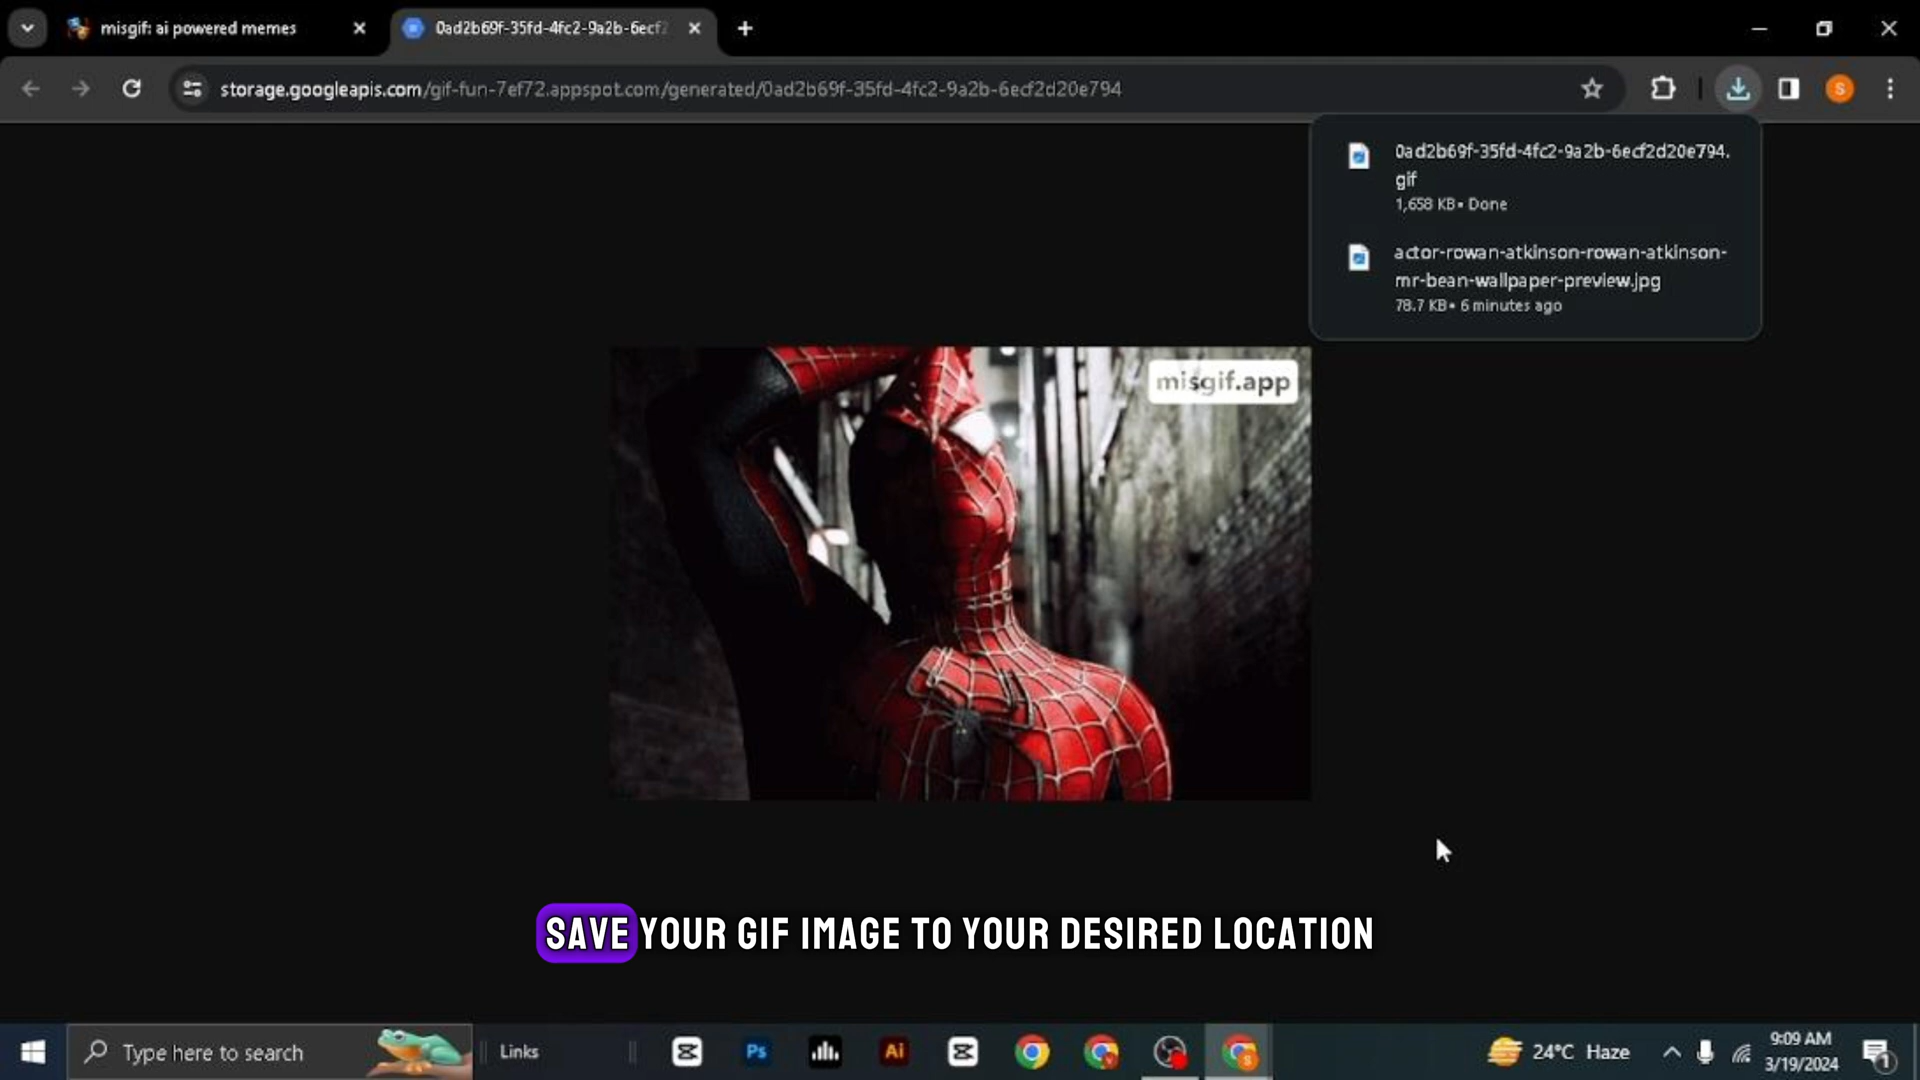 misgif: ai powered memes
0ad2b69f-35fd-4fc2-9a2b-6ecf2
storage.googleapis.com/gif-fun-7ef72.appspot.com/generated/0ad2b69f-35fd-4fc2-9a2b-6ecf2d20e794
S
0ad2b69f-35fd-4fc2-9a2b-6ecf2d20e794.
gif
1,658 KB • Done
actor-rowan-atkinson-rowan-atkinson-
mr-bean-wallpaper-preview.jpg
78.7 KB • 6 minutes ago
misgif.app
SAVE YOUR GIF IMAGE TO YOUR DESIRED LOCATION
Type here to search
Links
Ps
Ai
S
24°C Haze
9:09 AM
3/19/2024
1